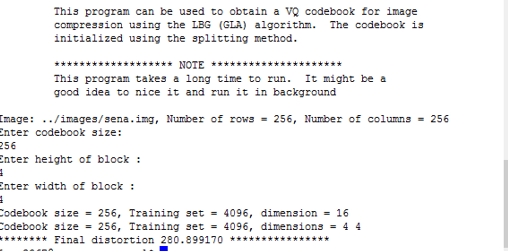 This program can be used to obtain a VQ codebook for image
compression using the LBG (GLA) algorithm. The codebook is
initialized using the splitting method.
******************* NOTE *********************
This program takes a long time to run. It might be a
good idea to nice it and run it in background
Image: ../images/sena.img, Number of rows = 256, Number of columns = 256
Enter codebook size:
256
Enter height of block :
4
Enter width of block :
4
Codebook size = 256, Training set = 4096, dimension = 16
Codebook size = 256, Training set = 4096, dimensions = 4 4
******** Final distortion 280.899170 ****************